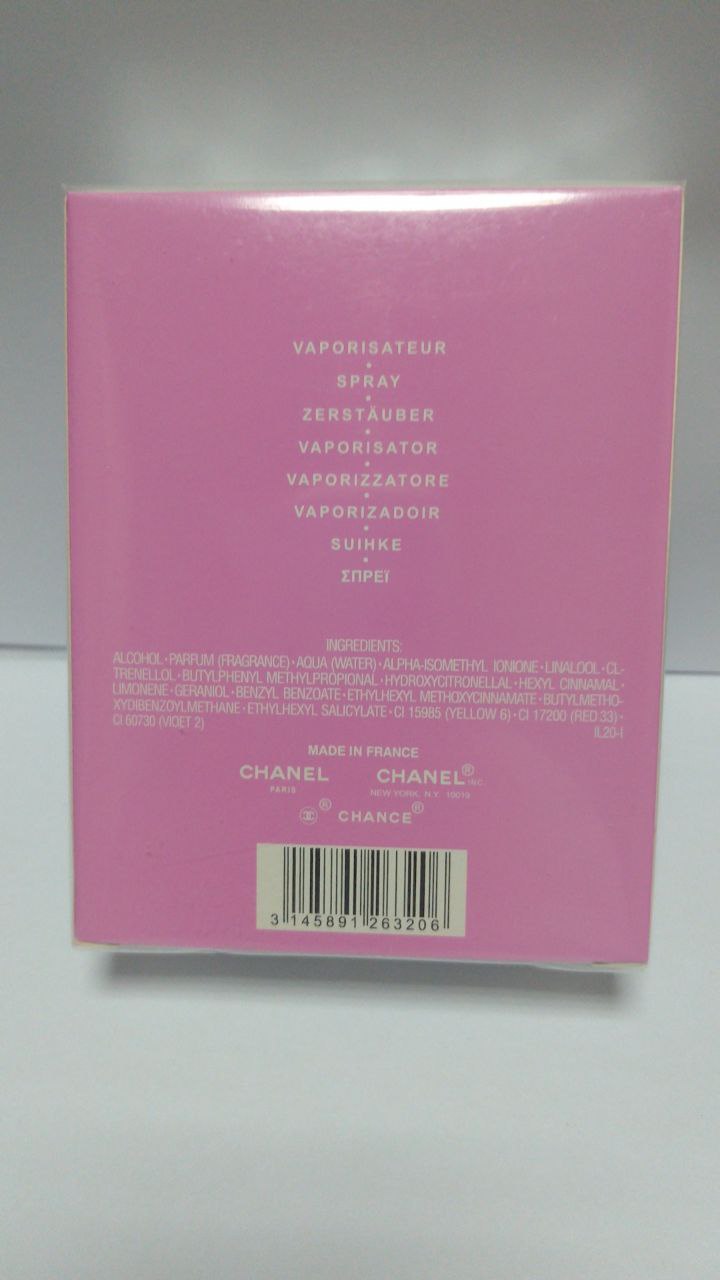 VAPORISATEUR
•
SPRAY
•
ZERSTÄUBER
•
VAPORISATOR
•
VAPORIZZATORE
•
VAPORIZADOIR
•
SUIHKE
•
ΣΠΡΕΪ
INGREDIENTS:
ALCOHOL·PARFUM (FRAGRANCE)·AQUA (WATER)·ALPHA-ISOMETHYL IONIONE·LINALOOL·CL-
TRENELLOL·BUTYLPHENYL METHYLPROPIONAL·HYDROXYCITRONELLAL·HEXYL CINNAMAL·
LIMONENE·GERANIOL·BENZYL BENZOATE·ETHYLHEXYL METHOXYCINNAMATE·BUTYLMETHO-
XYDIBENZOYLMETHANE·ETHYLHEXYL SALICYLATE·CI 15985 (YELLOW 6)·CI 17200 (RED 33)·
CI 60730 (VIOET 2) IL20-I
MADE IN FRANCE
CHANEL CHANEL® INC.
PARIS NEW YORK, N.Y. 10019
® CHANCE®
3 145891 263206